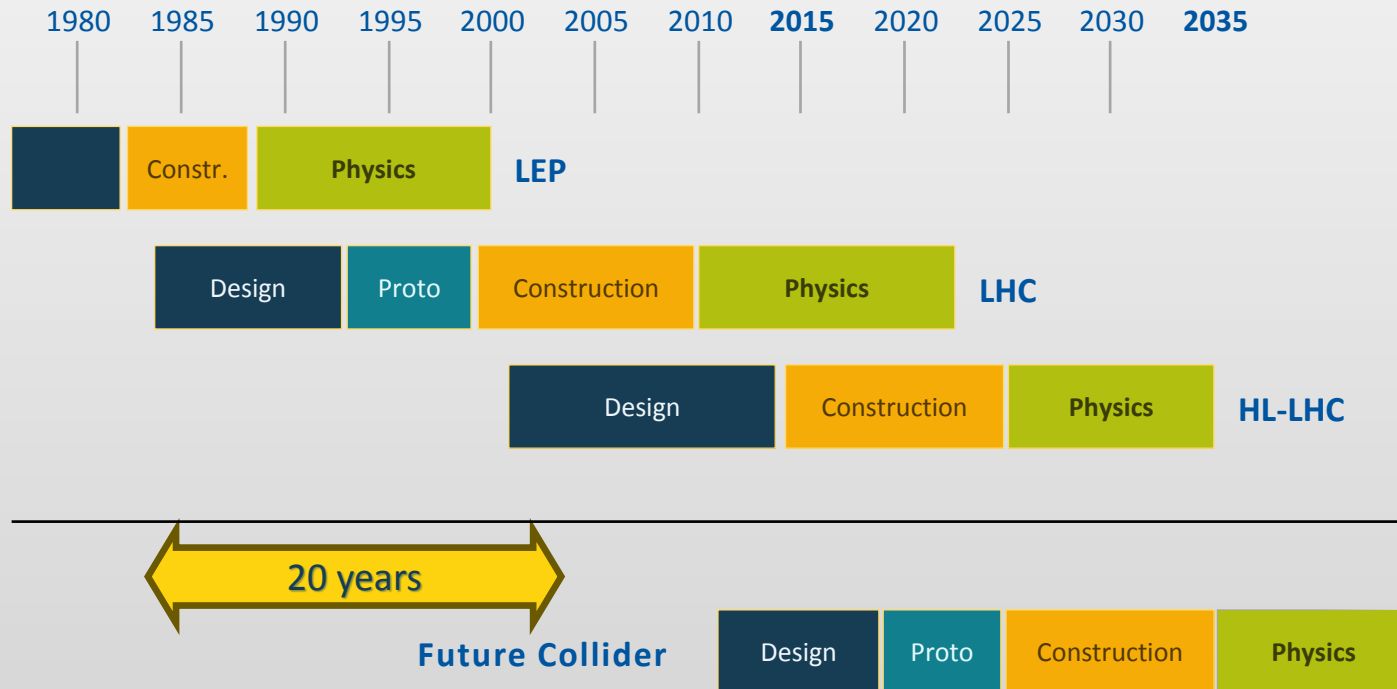 1980 1985 1990 1995 2000 2005 2010 2015 2020 2025 2030 2035
Constr. Physics LEP
Design Proto Construction Physics LHC
Design Construction Physics HL-LHC
20 years
Future Collider Design Proto Construction Physics